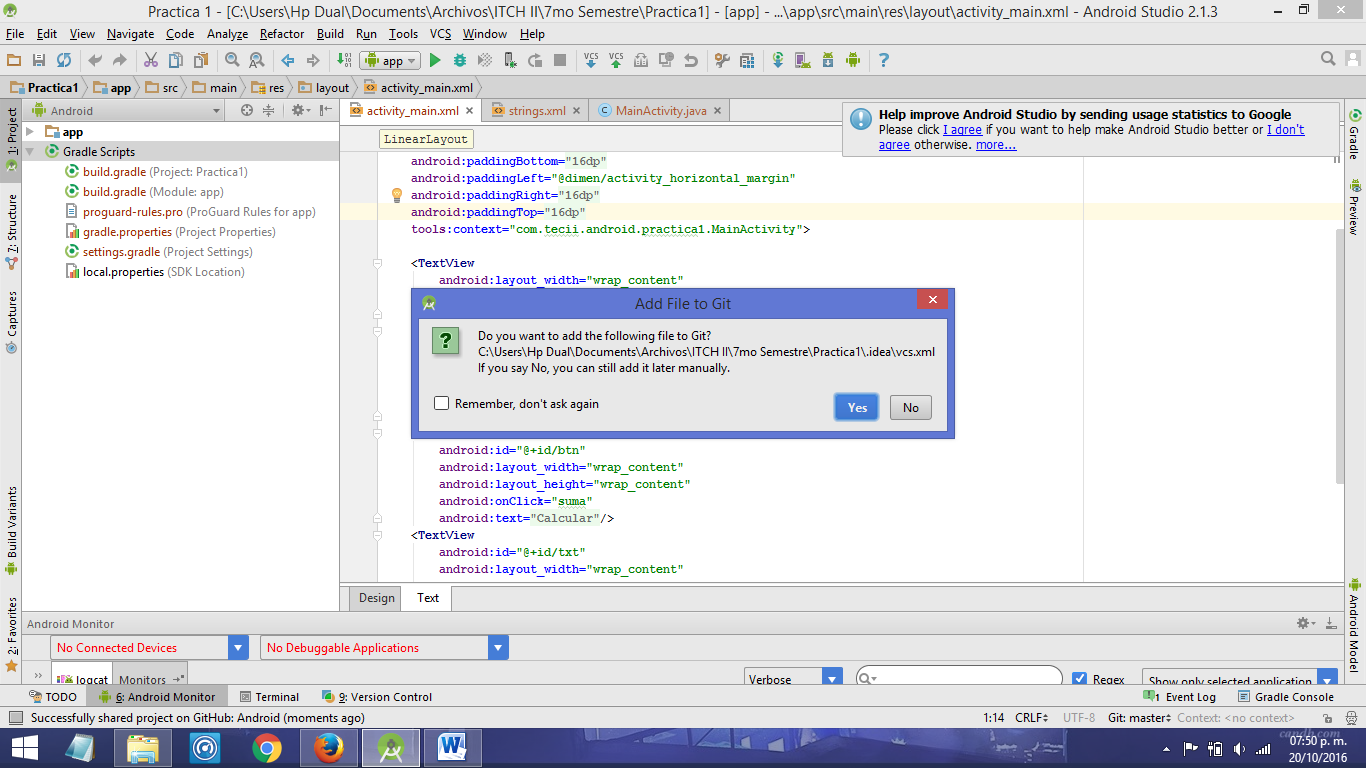 Practica 1 - [C:\Users\Hp Dual\Documents\Archivos\ITCH II\7mo Semestre\Practica1] - [app] - ...\app\src\main\res\layout\activity_main.xml - Android Studio 2.1.3
File Edit View Navigate Code Analyze Refactor Build Run Tools VCS Window Help
app
VCS VCS
Practica1 app src main res layout activity_main.xml
Android
activity_main.xml strings.xml MainActivity.java
Help improve Android Studio by sending usage statistics to Google
Please click I agree if you want to help make Android Studio better or I don't
agree otherwise. more...
1: Project
7: Structure
Captures
Build Variants
2: Favorites
app
Gradle Scripts
build.gradle (Project: Practica1)
build.gradle (Module: app)
proguard-rules.pro (ProGuard Rules for app)
gradle.properties (Project Properties)
settings.gradle (Project Settings)
local.properties (SDK Location)
LinearLayout
android:paddingBottom="16dp"
android:paddingLeft="@dimen/activity_horizontal_margin"
android:paddingRight="16dp"
android:paddingTop="16dp"
tools:context="com.tecii.android.practica1.MainActivity">
<TextView
android:layout_width="wrap_content"
Add File to Git
Do you want to add the following file to Git?
C:\Users\Hp Dual\Documents\Archivos\ITCH II\7mo Semestre\Practica1\.idea\vcs.xml
If you say No, you can still add it later manually.
Remember, don't ask again
Yes No
android:id="@+id/btn"
android:layout_width="wrap_content"
android:layout_height="wrap_content"
android:onClick="suma"
android:text="Calcular"/>
<TextView
android:id="@+id/txt"
android:layout_width="wrap_content"
Design Text
Gradle
Preview
Android Model
Android Monitor
No Connected Devices No Debuggable Applications
logcat Monitors Verbose Regex Show only selected application
TODO 6: Android Monitor Terminal 9: Version Control 1 Event Log Gradle Console
Successfully shared project on GitHub: Android (moments ago) 1:14 CRLF UTF-8 Git: master Context: <no context>
candh.com
07:50 p. m.
20/10/2016